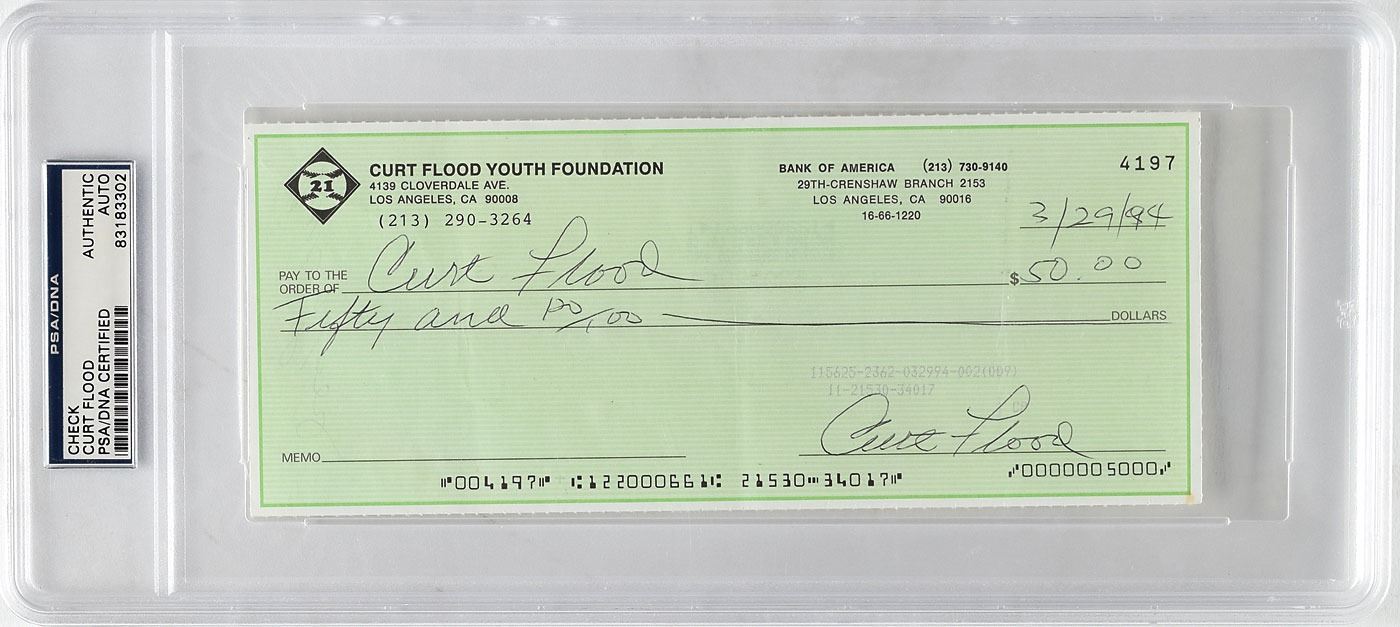 PSA/DNA
AUTHENTIC
AUTO
83183302
CHECK
CURT FLOOD
PSA/DNA CERTIFIED
21
CURT FLOOD YOUTH FOUNDATION
4139 CLOVERDALE AVE.
LOS ANGELES, CA 90008
(213) 290-3264
BANK OF AMERICA (213) 730-9140
29TH-CRENSHAW BRANCH 2153
LOS ANGELES, CA 90016
16-66-1220
4197
3/29/94
PAY TO THE
ORDER OF Curt Flood $50.00
Fifty and no/100 DOLLARS
115625-2362-032994-002(009)
11-21530-34017
Curt Flood
MEMO
⑈004197⑈ ⑆122000661⑆ 21530⑉34017⑈ ⑇0000005000⑇